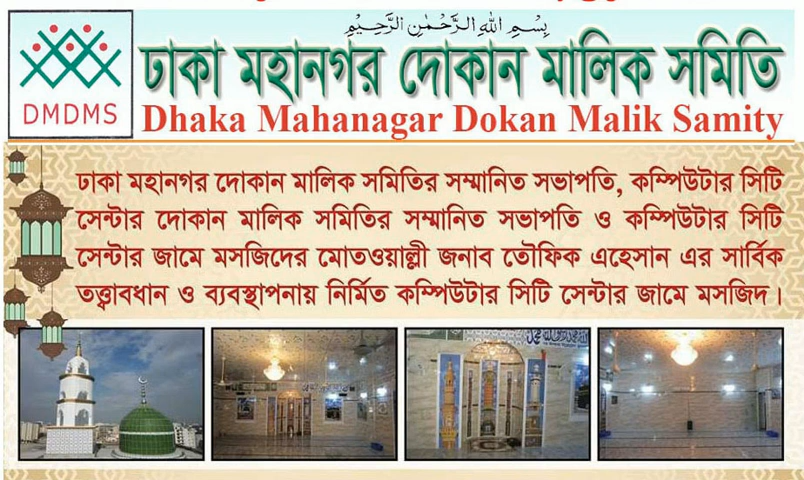 بِسْمِ اللهِ الرَّحْمٰنِ الرَّحِيْمِ
DMDMS
ঢাকা মহানগর দোকান মালিক সমিতি
Dhaka Mahanagar Dokan Malik Samity
ঢাকা মহানগর দোকান মালিক সমিতির সম্মানিত সভাপতি, কম্পিউটার সিটি
সেন্টার দোকান মালিক সমিতির সম্মানিত সভাপতি ও কম্পিউটার সিটি
সেন্টার জামে মসজিদের মোতওয়াল্লী জনাব তৌফিক এহেসান এর সার্বিক
তত্ত্বাবধান ও ব্যবস্থাপনায় নির্মিত কম্পিউটার সিটি সেন্টার জামে মসজিদ।